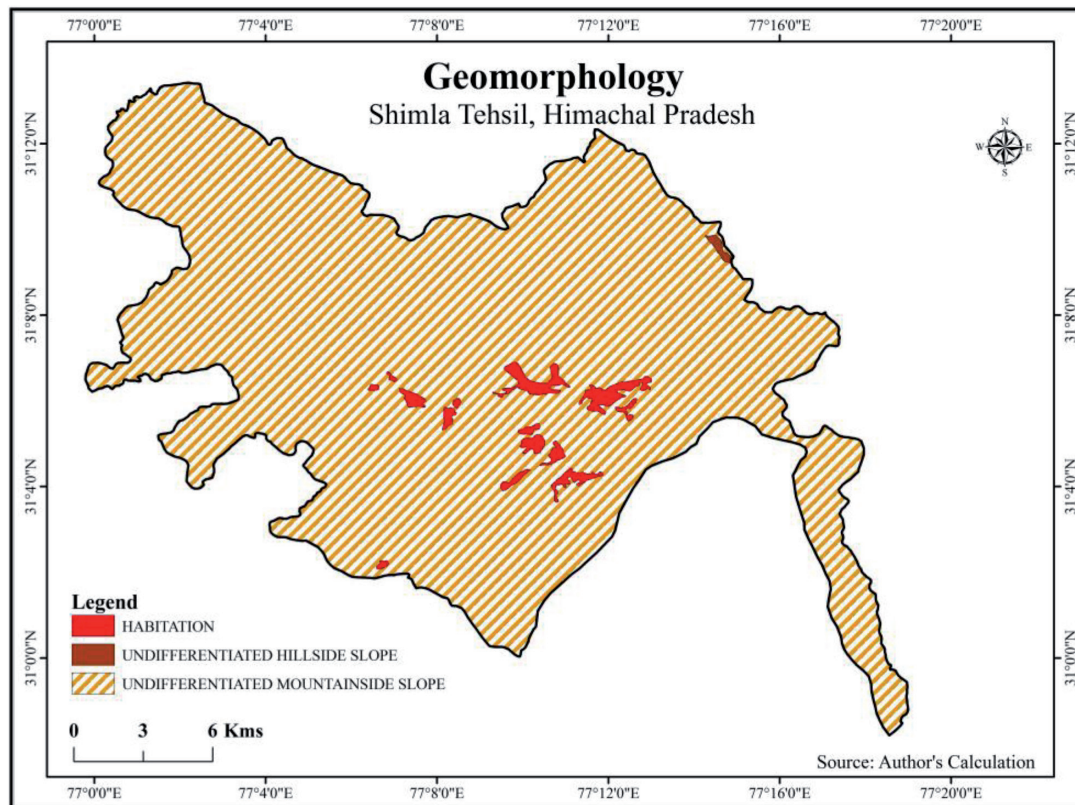 77°0'0"E 77°4'0"E 77°8'0"E 77°12'0"E 77°16'0"E 77°20'0"E
Geomorphology
Shimla Tehsil, Himachal Pradesh
N
W E
S
31°12'0"N 31°12'0"N
31°8'0"N 31°8'0"N
31°4'0"N 31°4'0"N
31°0'0"N 31°0'0"N
Legend
HABITATION
UNDIFFERENTIATED HILLSIDE SLOPE
UNDIFFERENTIATED MOUNTAINSIDE SLOPE
0 3 6 Kms
Source: Author's Calculation
77°0'0"E 77°4'0"E 77°8'0"E 77°12'0"E 77°16'0"E 77°20'0"E